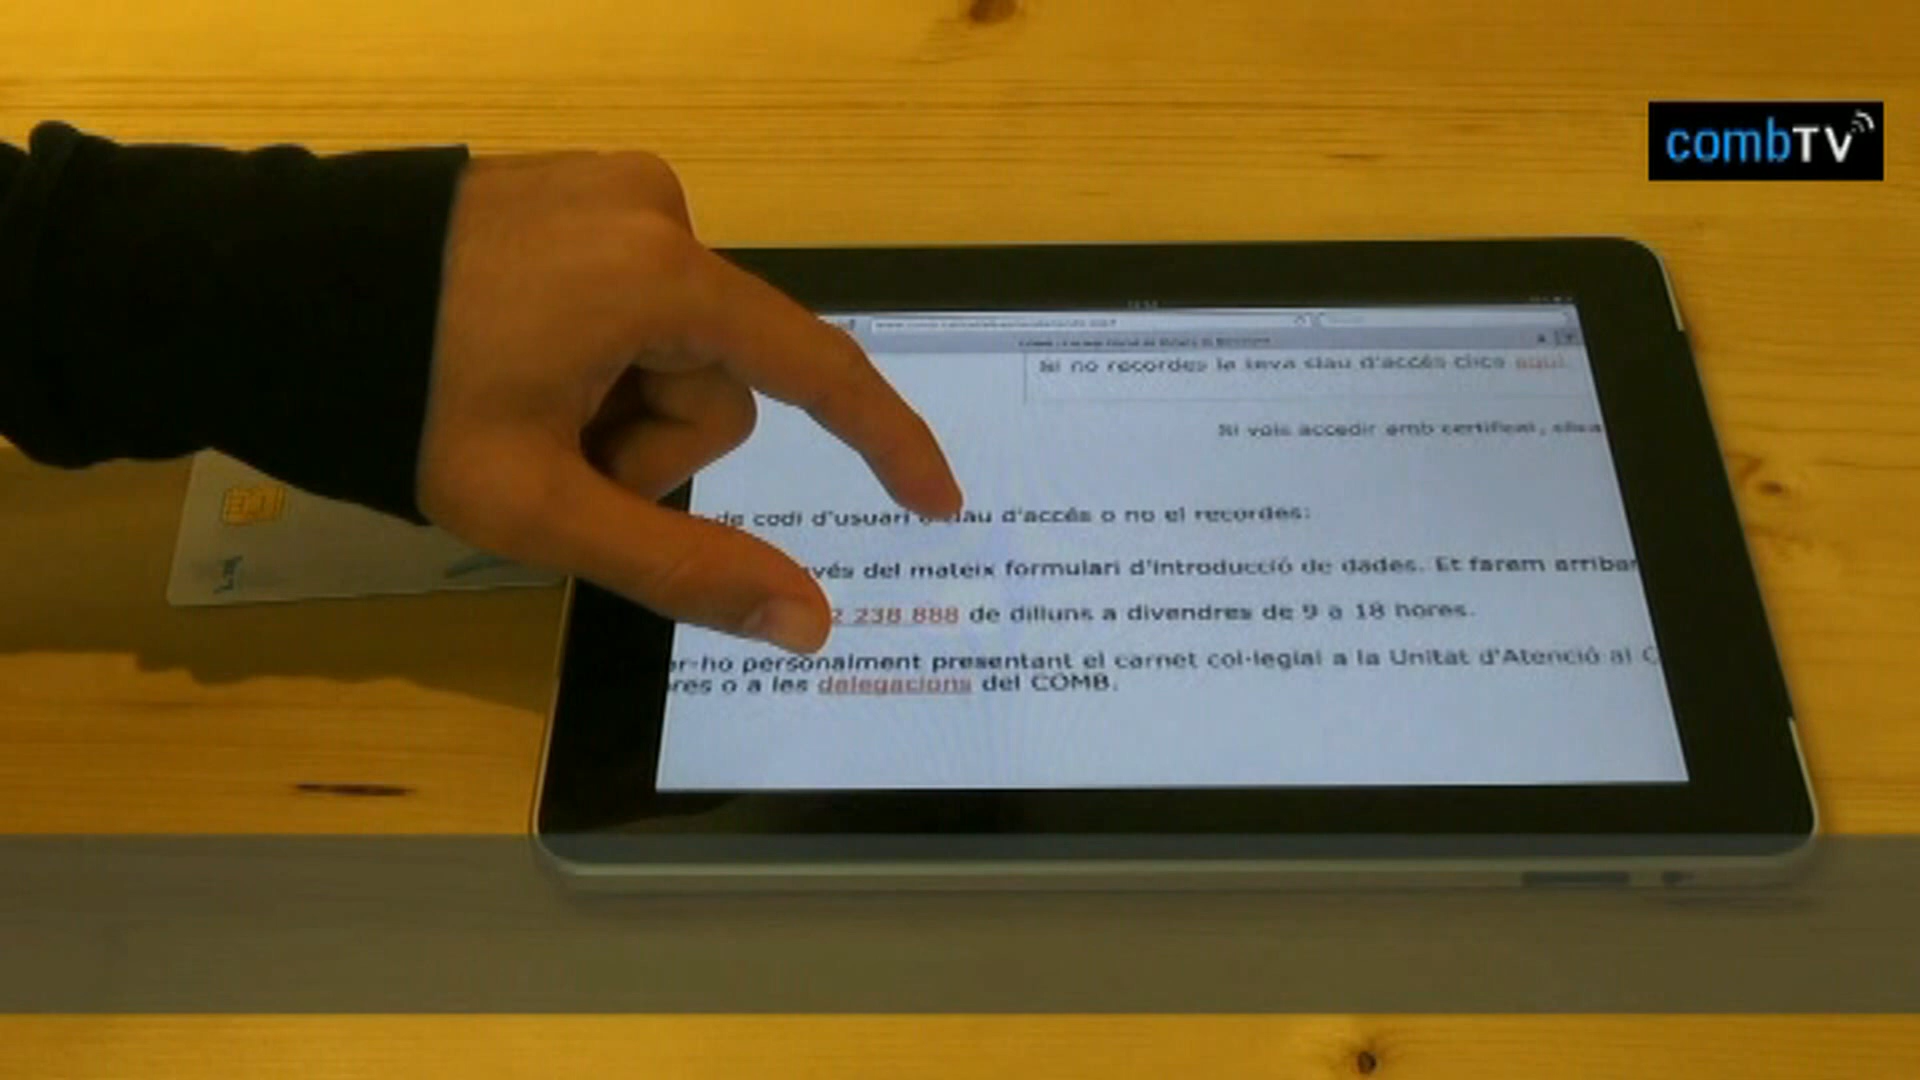 combTV
Si no recordes la teva clau d'accés clica aquí.
Si vols accedir amb certificat, clica
de codi d'usuari o clau d'accés o no el recordes:
vés del mateix formulari d'introducció de dades. Et farem arribar
2 238 888 de dilluns a divendres de 9 a 18 hores.
ar-ho personalment presentant el carnet col·legial a la Unitat d'Atenció al C
res o a les delegacions del COMB.